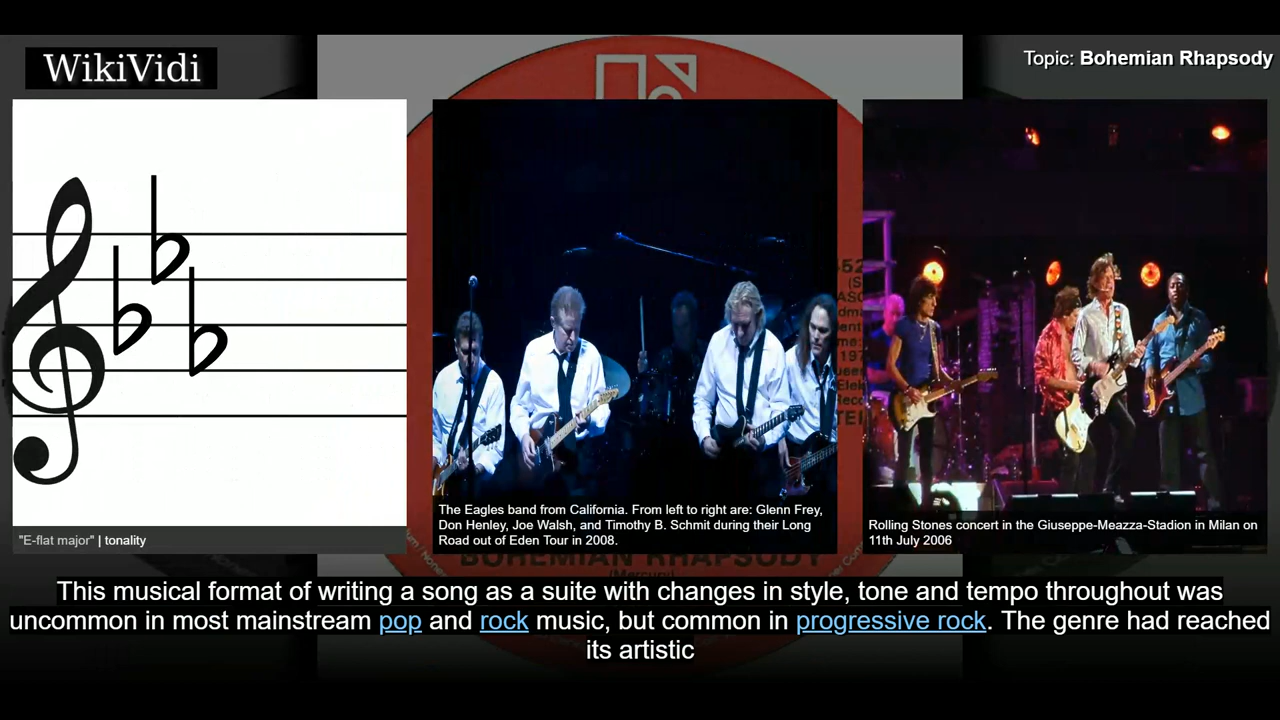 WikiVidi
Topic: Bohemian Rhapsody
"E-flat major" | tonality
The Eagles band from California. From left to right are: Glenn Frey,
Don Henley, Joe Walsh, and Timothy B. Schmit during their Long
Road out of Eden Tour in 2008.
Rolling Stones concert in the Giuseppe-Meazza-Stadion in Milan on
11th July 2006
BOHEMIAN RHAPSODY
(Mercury)
This musical format of writing a song as a suite with changes in style, tone and tempo throughout was
uncommon in most mainstream pop and rock music, but common in progressive rock. The genre had reached
its artistic